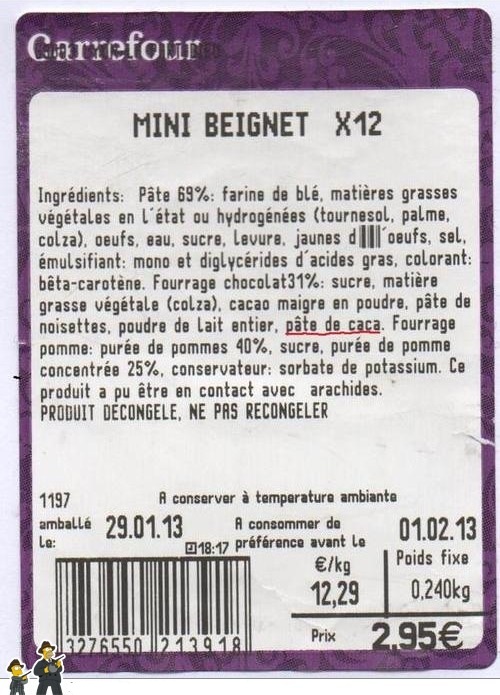 Carrefour
MINI BEIGNET X12
Ingrédients: Pâte 69%: farine de blé, matières grasses
végétales en l'état ou hydrogénées (tournesol, palme,
colza), oeufs, eau, sucre, levure, jaunes d'oeufs, sel,
émulsifiant: mono et diglycérides d'acides gras, colorant:
bêta-carotène. Fourrage chocolat31%: sucre, matière
grasse végétale (colza), cacao maigre en poudre, pâte de
noisettes, poudre de lait entier, pâte de caca. Fourrage
pomme: purée de pommes 40%, sucre, purée de pomme
concentrée 25%, conservateur: sorbate de potassium. Ce
produit a pu être en contact avec arachides.
PRODUIT DECONGELE, NE PAS RECONGELER
1197 A conserver à température ambiante
emballé le: 29.01.13 18:17 A consommer de préférence avant le 01.02.13
€/kg Poids fixe
12,29 0,240kg
Prix 2,95€
3276550 213918